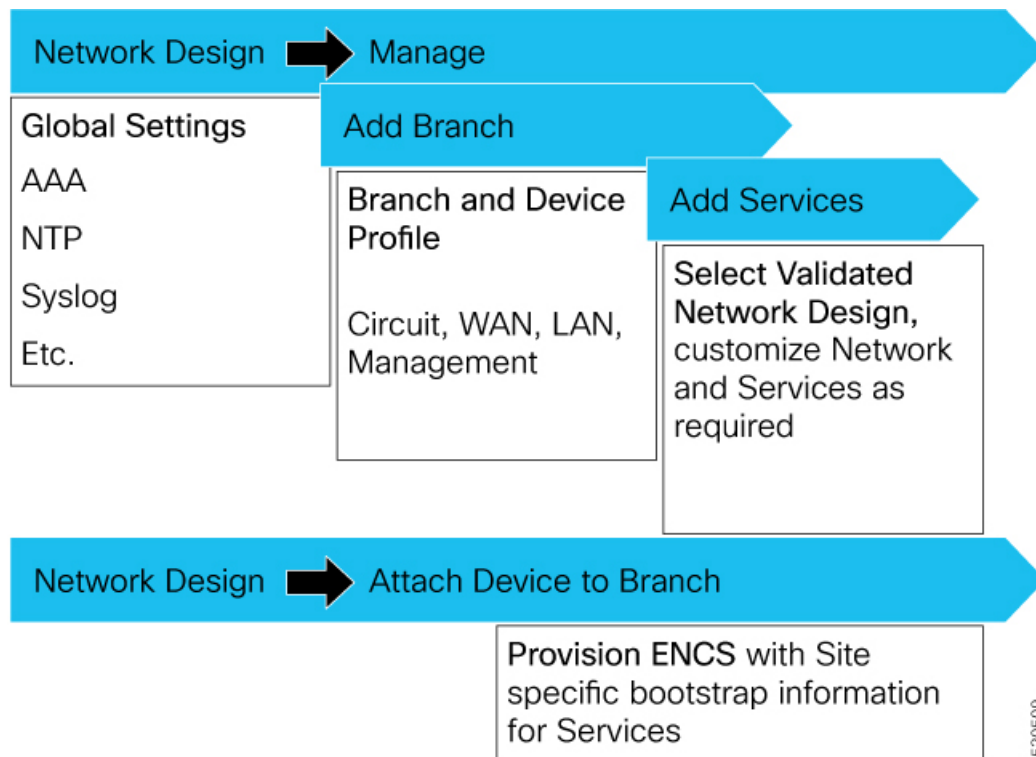 Network Design
Manage
Global Settings
AAA
NTP
Syslog
Etc.
Add Branch
Branch and Device
Profile
Circuit, WAN, LAN,
Management
Add Services
Select Validated
Network Design,
customize Network
and Services as
required
Network Design
Attach Device to Branch
Provision ENCS with Site
specific bootstrap information
for Services